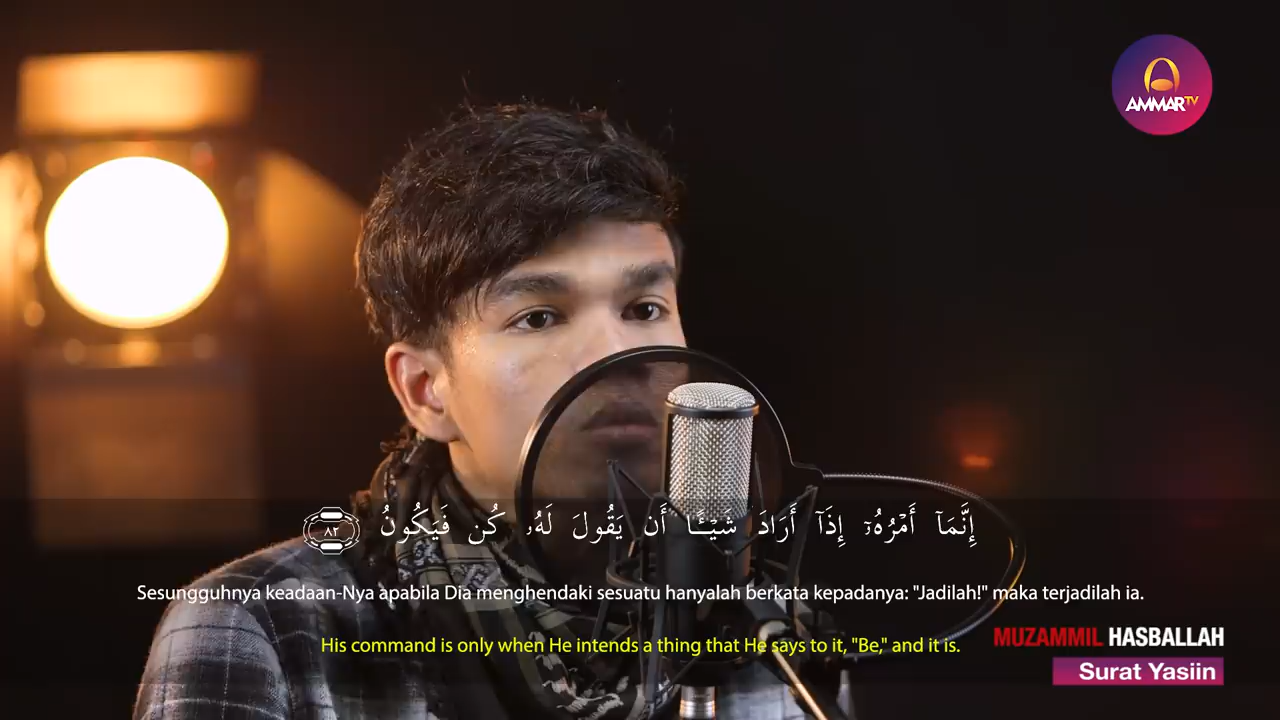 AMMARTV
إِنَّمَآ أَمْرُهُۥٓ إِذَآ أَرَادَ شَيْـًٔا أَن يَقُولَ لَهُۥ كُن فَيَكُونُ ٨٢
Sesungguhnya keadaan-Nya apabila Dia menghendaki sesuatu hanyalah berkata kepadanya: "Jadilah!" maka terjadilah ia.
His command is only when He intends a thing that He says to it, "Be," and it is.
MUZAMMIL HASBALLAH
Surat Yasiin